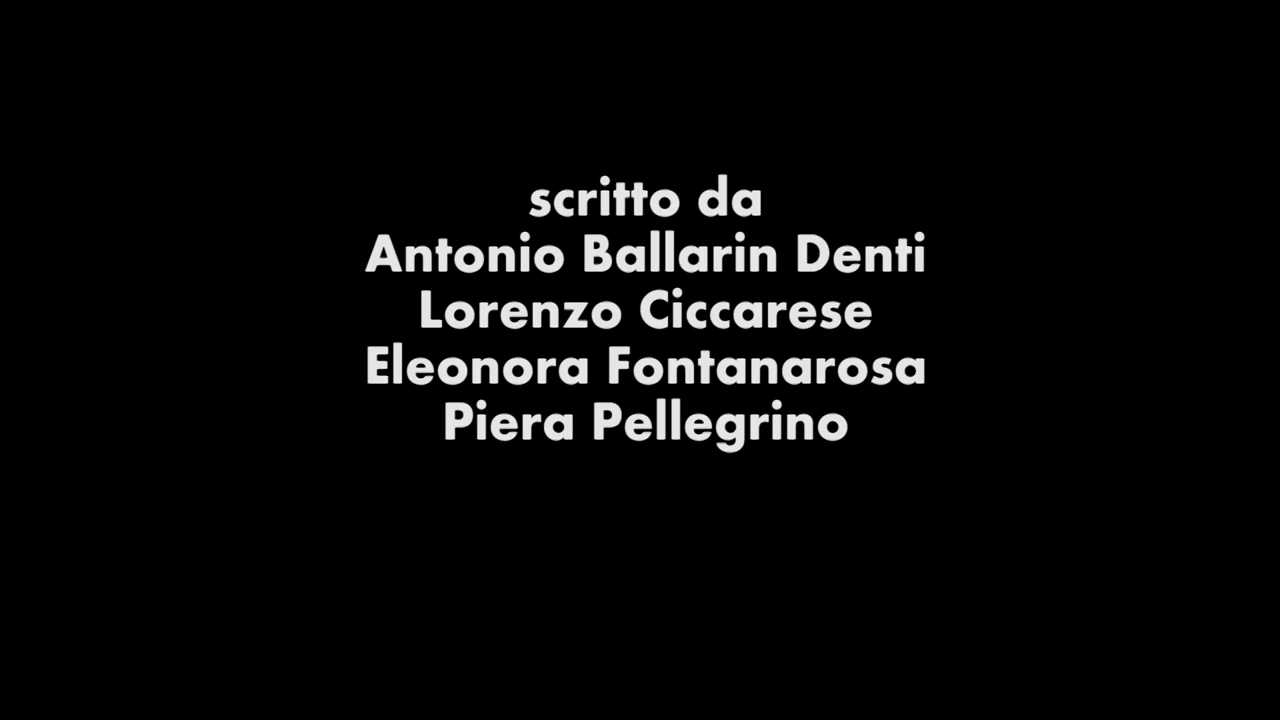 scritto da
Antonio Ballarin Denti
Lorenzo Ciccarese
Eleonora Fontanarosa
Piera Pellegrino